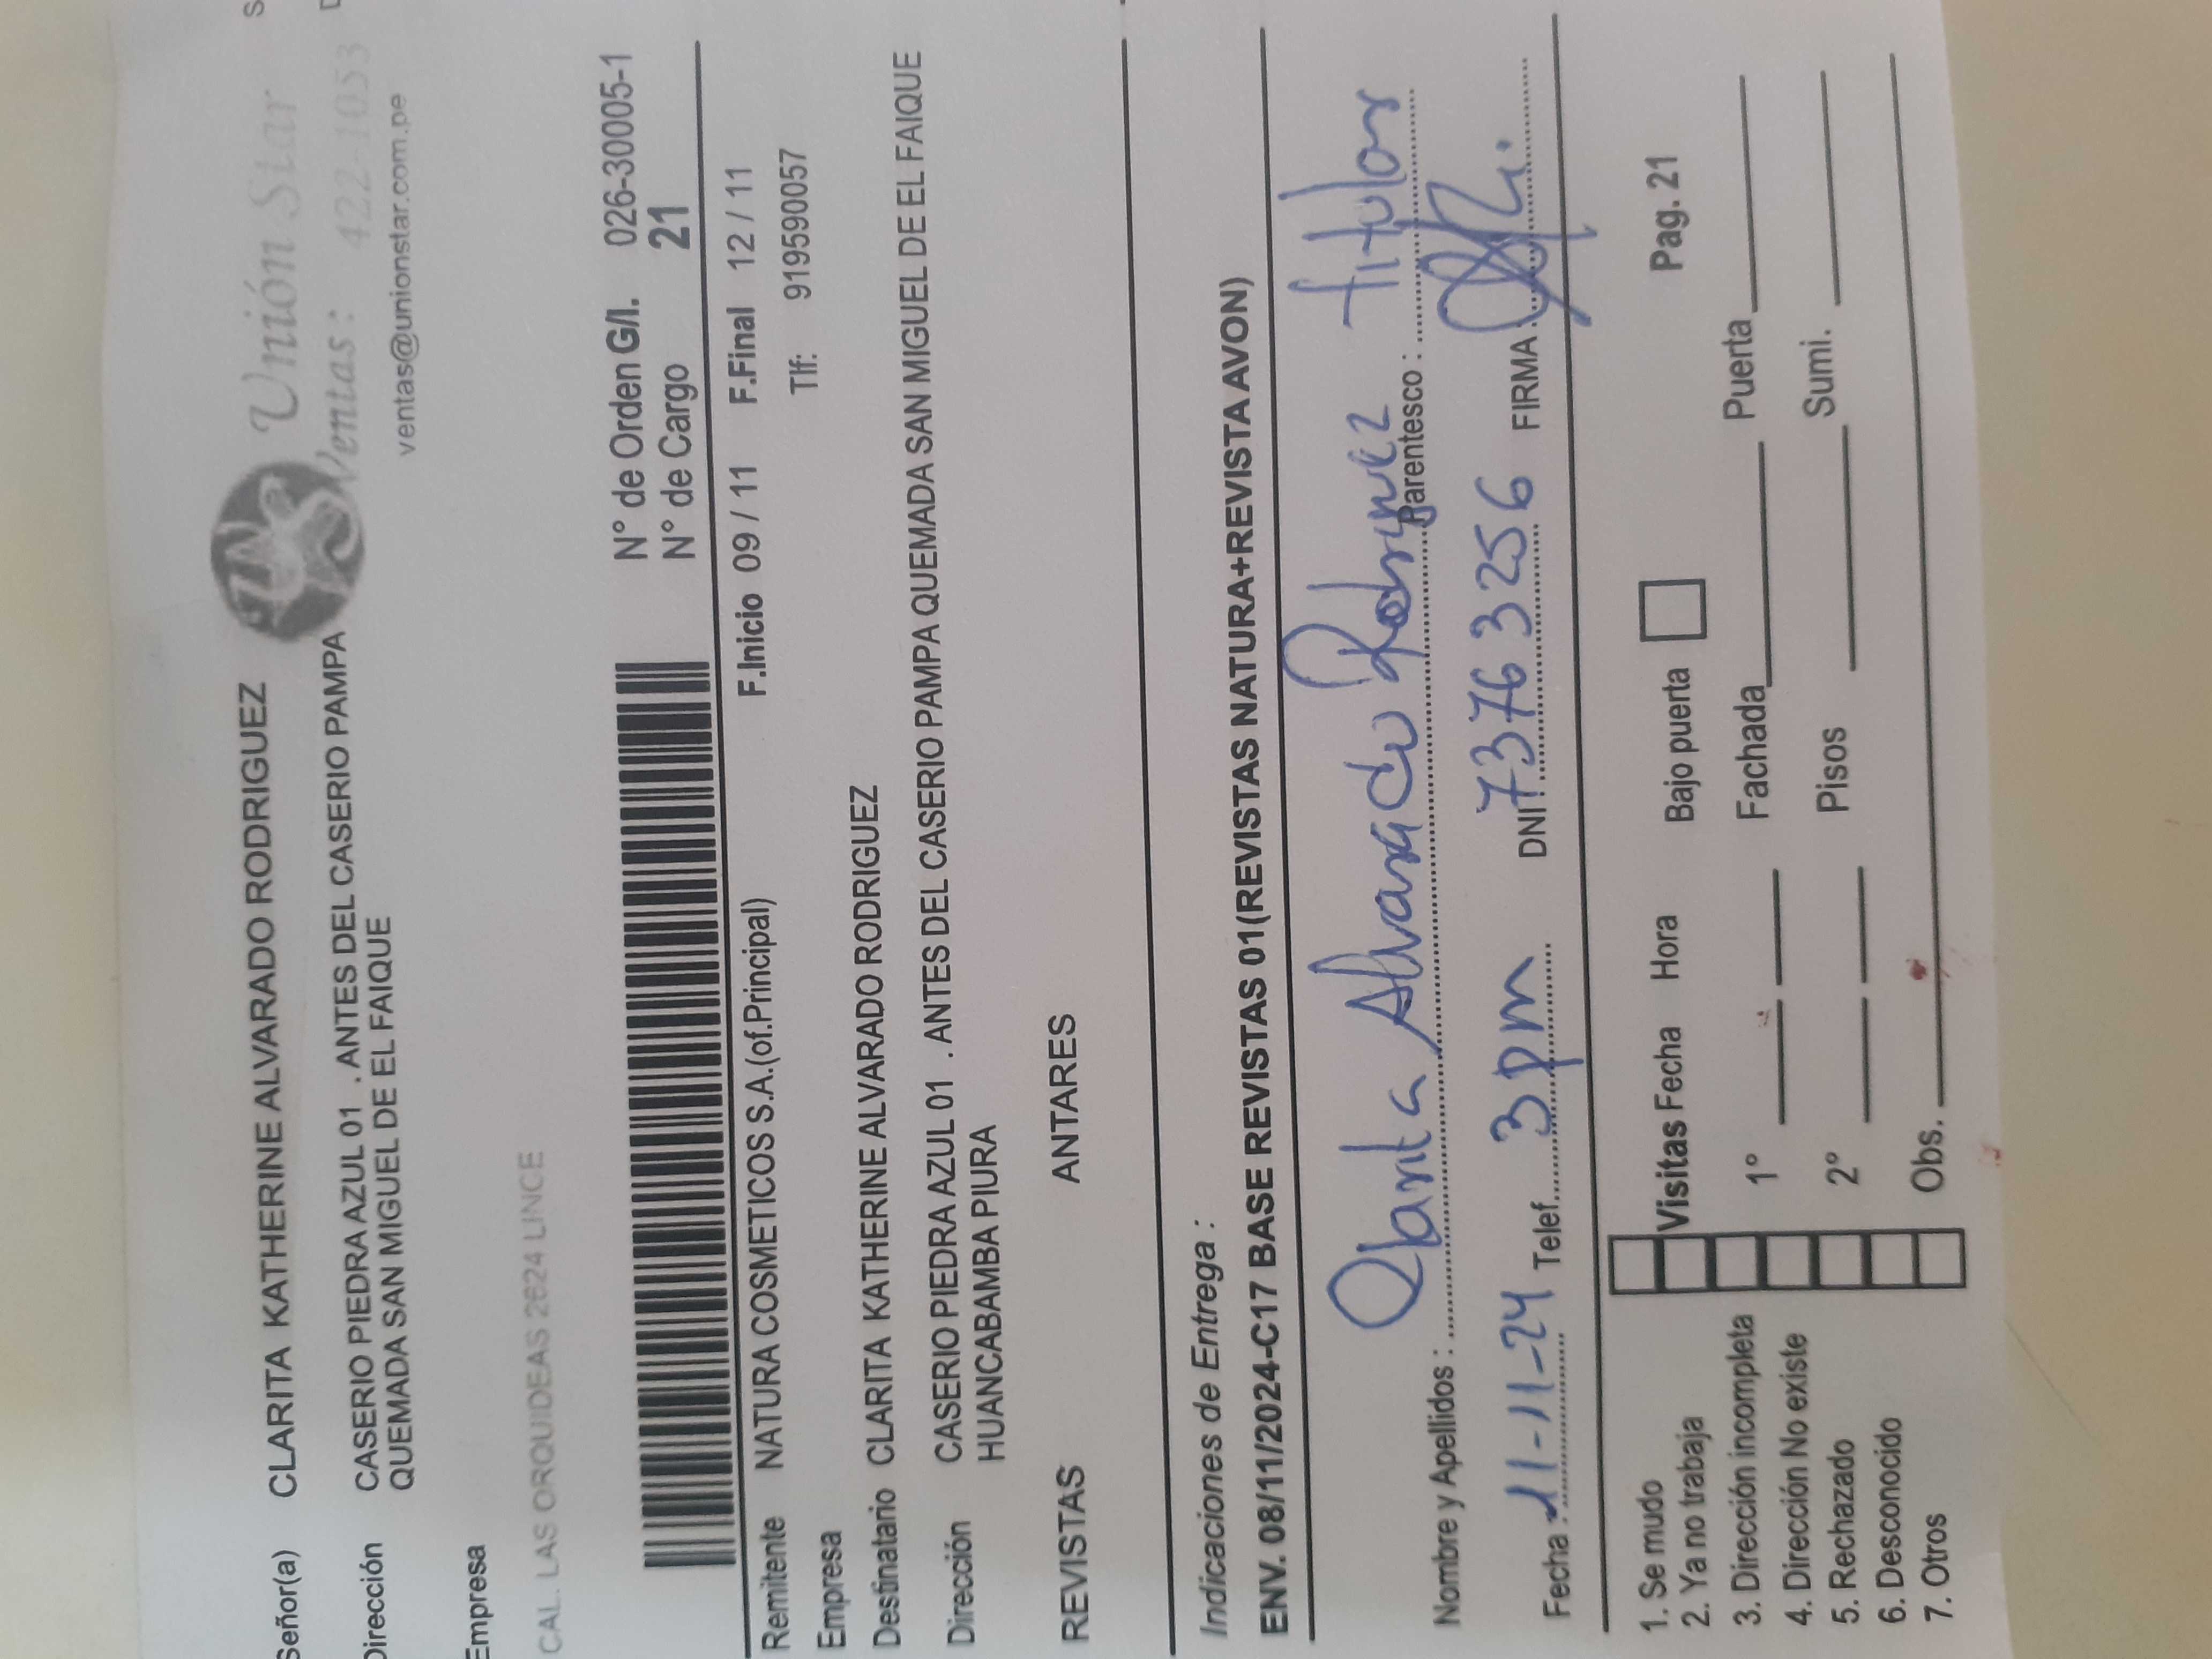 Señor(a) CLARITA KATHERINE ALVARADO RODRIGUEZ
Unión Star
Ventas: 422-1053
ventas@unionstar.com.pe
Dirección CASERIO PIEDRA AZUL 01 . ANTES DEL CASERIO PAMPA
QUEMADA SAN MIGUEL DE EL FAIQUE
Empresa
CAL. LAS ORQUIDEAS 2624 LINCE
N° de Orden G/l. 026-30005-1
N° de Cargo 21
Remitente NATURA COSMETICOS S.A.(of.Principal) F.Inicio 09 / 11 F.Final 12 / 11
Empresa Tlf: 919590057
Destinatario CLARITA KATHERINE ALVARADO RODRIGUEZ
Dirección CASERIO PIEDRA AZUL 01 . ANTES DEL CASERIO PAMPA QUEMADA SAN MIGUEL DE EL FAIQUE
HUANCABAMBA PIURA
REVISTAS ANTARES
Indicaciones de Entrega :
ENV. 08/11/2024-C17 BASE REVISTAS 01(REVISTAS NATURA+REVISTA AVON)
Nombre y Apellidos : Clarita Alvarado Rodriguez Parentesco : titular
Fecha : 11-11-24 Telef. 3 pm DNI : 73763256 FIRMA :
1. Se mudo
2. Ya no trabaja
3. Dirección incompleta
4. Dirección No existe
5. Rechazado
6. Desconocido
7. Otros
Visitas Fecha Hora Bajo puerta Pag. 21
1° Fachada Puerta
2° Pisos Sumi.
Obs.